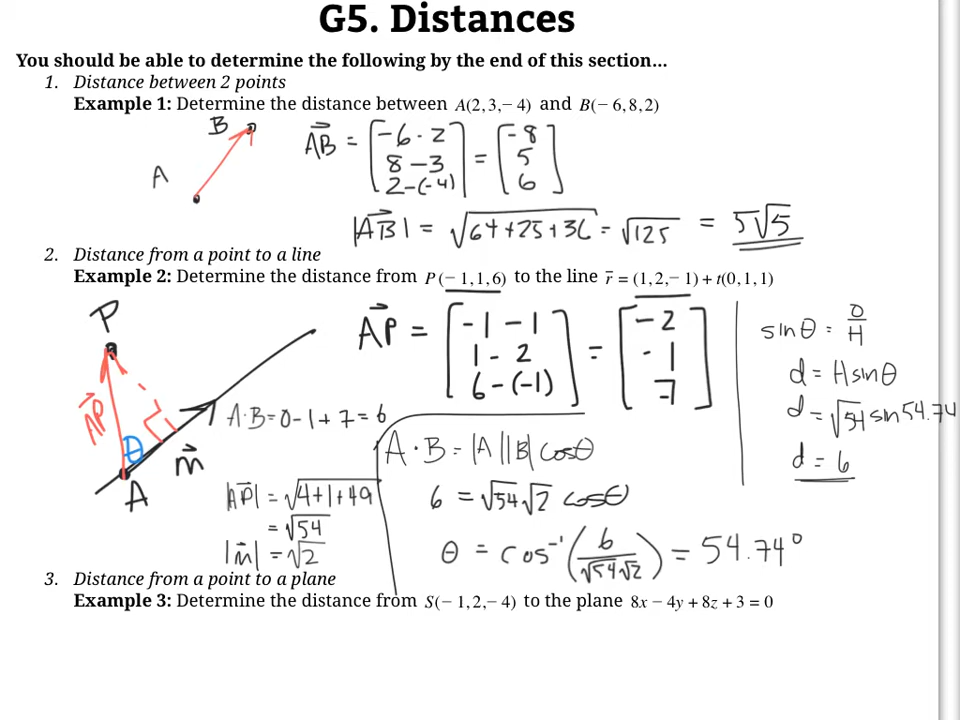 G5. Distances
You should be able to determine the following by the end of this section...
1. Distance between 2 points
Example 1: Determine the distance between A(2,3,− 4) and B(− 6,8,2)
B
A
AB⃗ = [−6 - 2, 8 − 3, 2−(−4)] = [−8, 5, 6]
|AB⃗| = √64+25+36 = √125 = 5√5
2. Distance from a point to a line
Example 2: Determine the distance from P(− 1,1,6) to the line r̄ = (1,2,− 1) + t(0,1,1)
P
AP⃗ = [−1 −1, 1 - 2, 6 −(−1)] = [−2, -1, 7]
AP⃗
θ
A
m⃗
A·B = 0−1+7 = 6
|AP⃗| = √4+1+49
= √54
|m⃗| = √2
A · B = |A||B| cosθ
6 = √54 √2 cosθ
θ = cos⁻¹(6/√54√2) = 54.74°
sinθ = O/H
d = Hsinθ
d = √54 sin54.74
d = 6
3. Distance from a point to a plane
Example 3: Determine the distance from S(− 1,2,− 4) to the plane 8x − 4y + 8z + 3 = 0